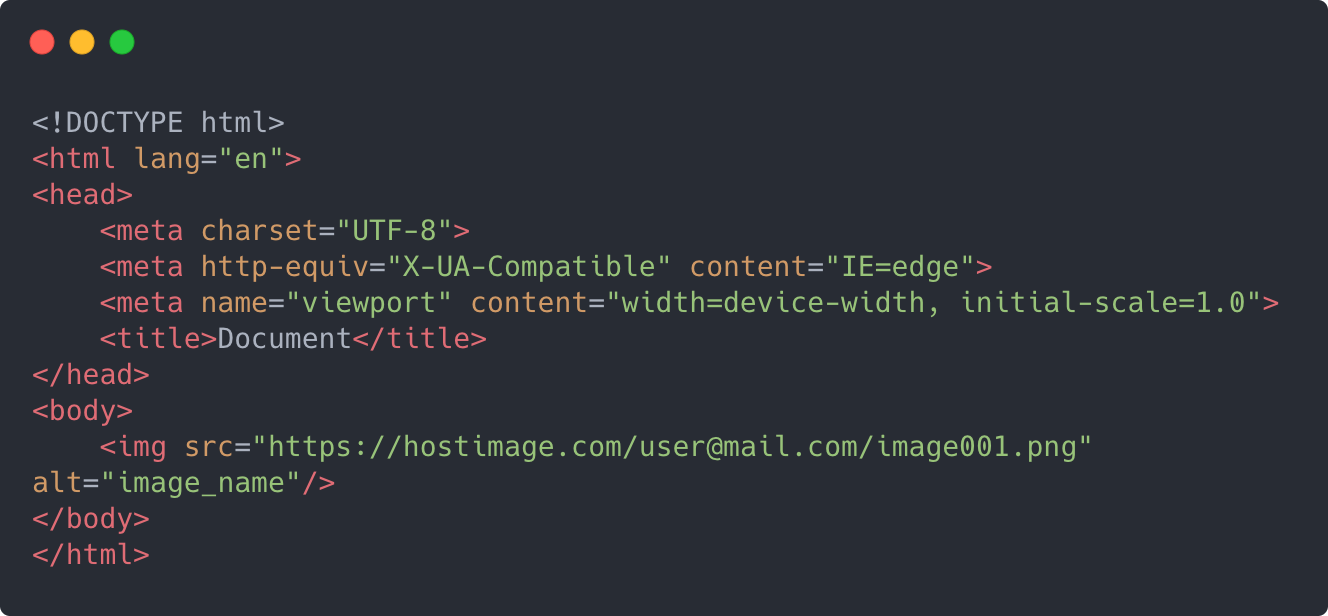 <!DOCTYPE html>
<html lang="en">
<head>
    <meta charset="UTF-8">
    <meta http-equiv="X-UA-Compatible" content="IE=edge">
    <meta name="viewport" content="width=device-width, initial-scale=1.0">
    <title>Document</title>
</head>
<body>
    <img src="https://hostimage.com/user@mail.com/image001.png"
alt="image_name"/>
</body>
</html>